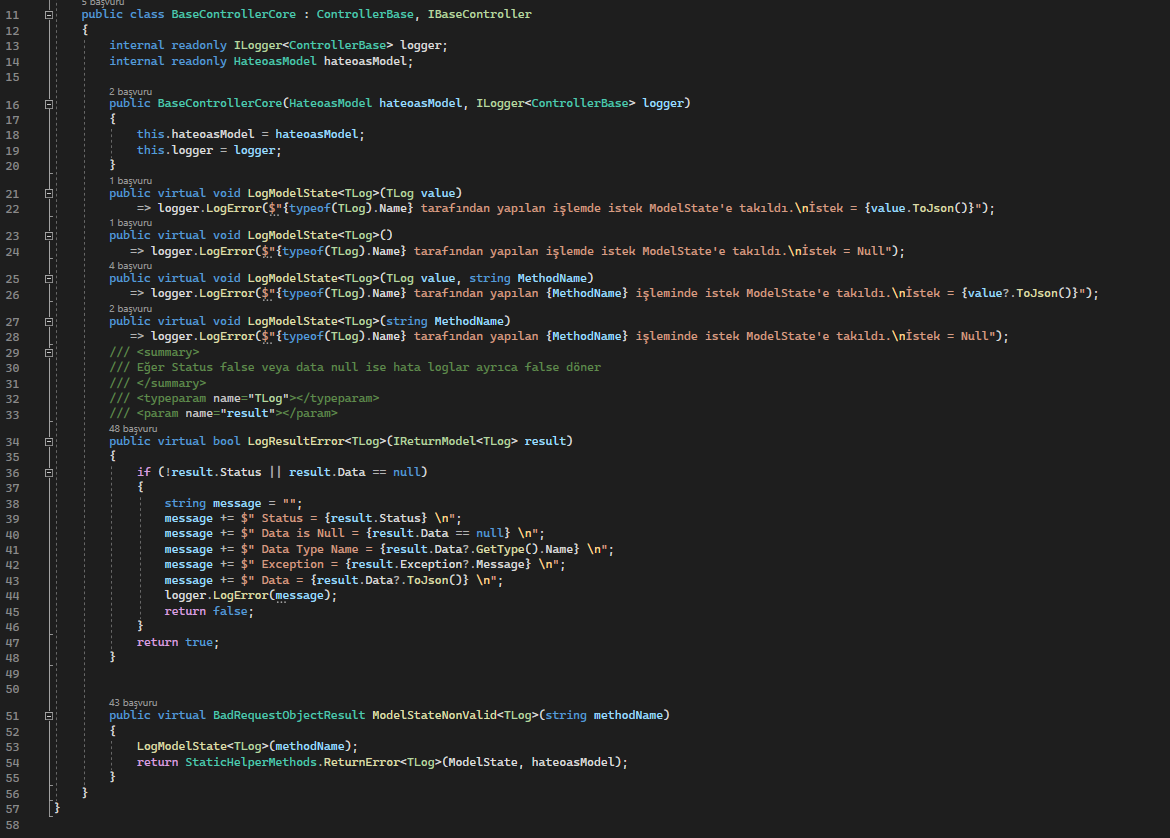 5 başvuru
11 public class BaseControllerCore : ControllerBase, IBaseController
12 {
13 internal readonly ILogger<ControllerBase> logger;
14 internal readonly HateoasModel hateoasModel;
15
2 başvuru
16 public BaseControllerCore(HateoasModel hateoasModel, ILogger<ControllerBase> logger)
17 {
18 this.hateoasModel = hateoasModel;
19 this.logger = logger;
20 }
1 başvuru
21 public virtual void LogModelState<TLog>(TLog value)
22 => logger.LogError($"{typeof(TLog).Name} tarafından yapılan işlemde istek ModelState'e takıldı.\nİstek = {value.ToJson()}");
1 başvuru
23 public virtual void LogModelState<TLog>()
24 => logger.LogError($"{typeof(TLog).Name} tarafından yapılan işlemde istek ModelState'e takıldı.\nİstek = Null");
4 başvuru
25 public virtual void LogModelState<TLog>(TLog value, string MethodName)
26 => logger.LogError($"{typeof(TLog).Name} tarafından yapılan {MethodName} işleminde istek ModelState'e takıldı.\nİstek = {value?.ToJson()}");
2 başvuru
27 public virtual void LogModelState<TLog>(string MethodName)
28 => logger.LogError($"{typeof(TLog).Name} tarafından yapılan {MethodName} işleminde istek ModelState'e takıldı.\nİstek = Null");
29 /// <summary>
30 /// Eğer Status false veya data null ise hata loglar ayrıca false döner
31 /// </summary>
32 /// <typeparam name="TLog"></typeparam>
33 /// <param name="result"></param>
48 başvuru
34 public virtual bool LogResultError<TLog>(IReturnModel<TLog> result)
35 {
36 if (!result.Status || result.Data == null)
37 {
38 string message = "";
39 message += $" Status = {result.Status} \n";
40 message += $" Data is Null = {result.Data == null} \n";
41 message += $" Data Type Name = {result.Data?.GetType().Name} \n";
42 message += $" Exception = {result.Exception?.Message} \n";
43 message += $" Data = {result.Data?.ToJson()} \n";
44 logger.LogError(message);
45 return false;
46 }
47 return true;
48 }
49
50
43 başvuru
51 public virtual BadRequestObjectResult ModelStateNonValid<TLog>(string methodName)
52 {
53 LogModelState<TLog>(methodName);
54 return StaticHelperMethods.ReturnError<TLog>(ModelState, hateoasModel);
55 }
56 }
57 }
58